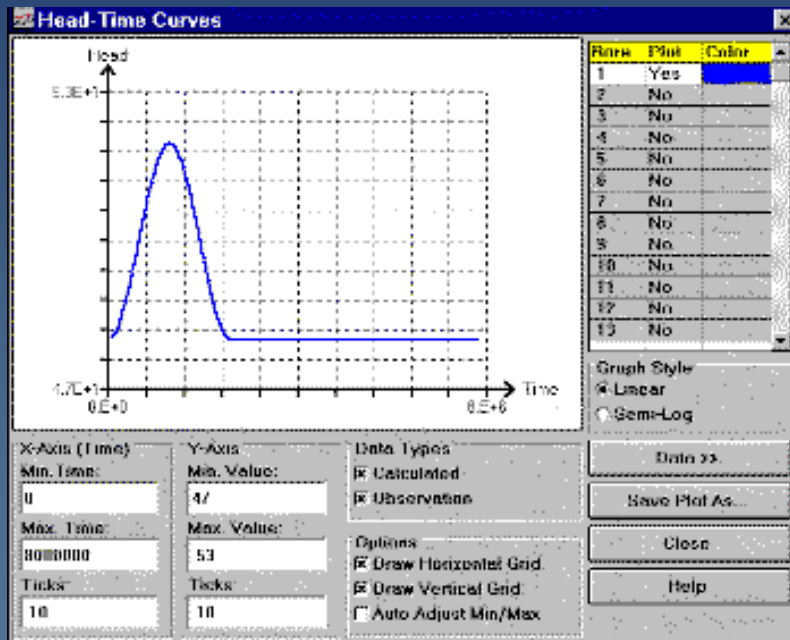 Head-Time Curves
Head
5.3E+1
4.7E+1
0.E+0
8.E+6
Time
Bore Plot Color
1 Yes
2 No
3 No
4 No
5 No
6 No
7 No
8 No
9 No
10 No
11 No
12 No
13 No
Graph Style
Linear
Semi-Log
X-Axis (Time)
Min. Time:
0
Max. Time:
8000000
Ticks:
10
Y-Axis
Min. Value:
47
Max. Value:
53
Ticks:
10
Data Types
Calculated
Observation
Options
Draw Horizontal Grid
Draw Vertical Grid
Auto Adjust Min/Max
Data >>
Save Plot As...
Close
Help